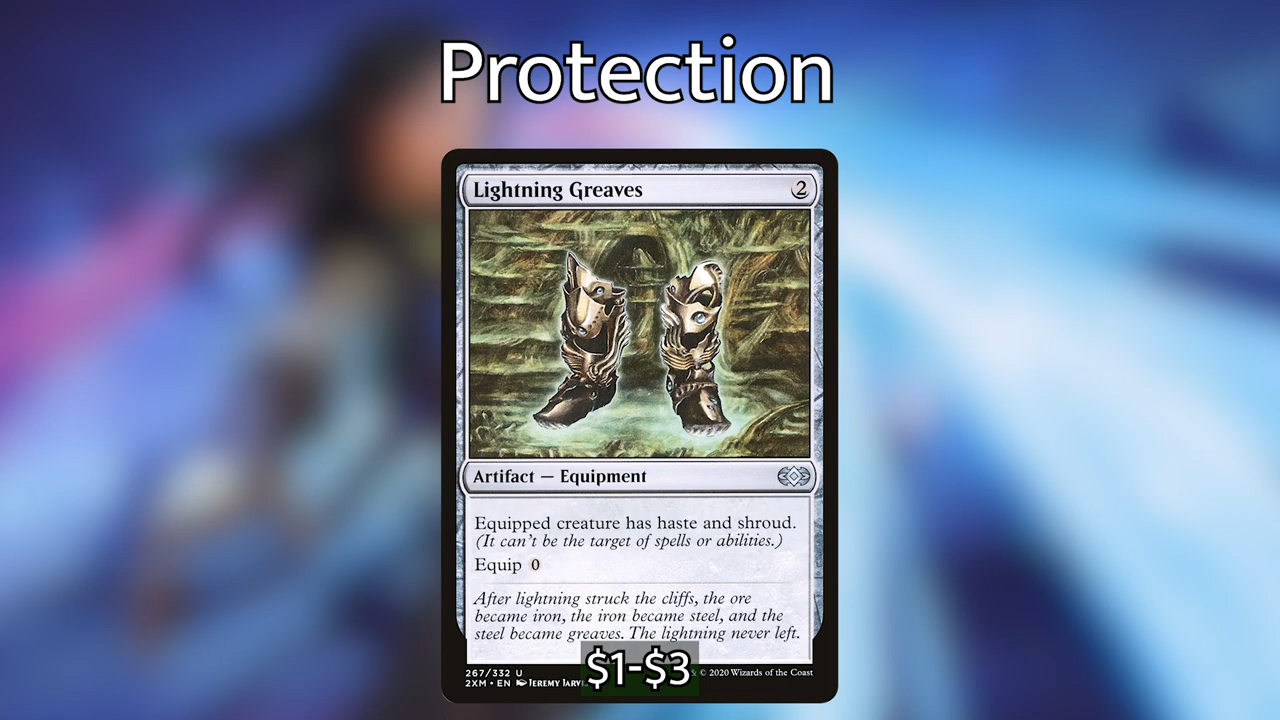 Protection
Lightning Greaves 2
Artifact — Equipment
Equipped creature has haste and shroud.
(It can't be the target of spells or abilities.)
Equip 0
After lightning struck the cliffs, the ore
became iron, the iron became steel, and the
steel became greaves. The lightning never left.
$1-$3
267/332 U
2XM • EN JEREMY JARV © 2020 Wizards of the Coast